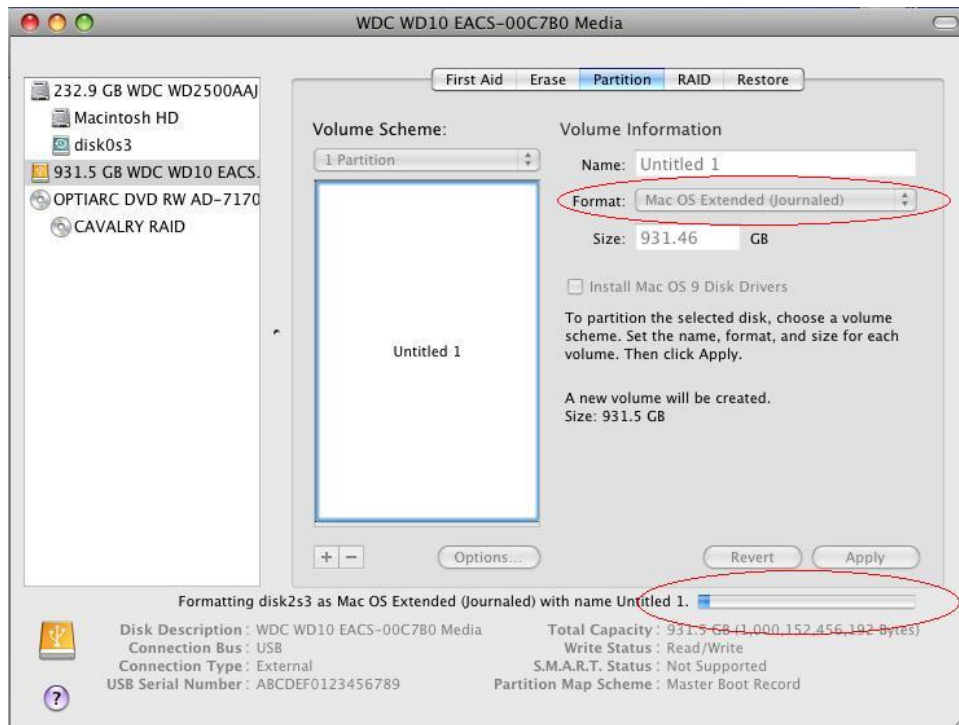 WDC WD10 EACS-00C7B0 Media
First Aid Erase Partition RAID Restore
232.9 GB WDC WD2500AAJ
Macintosh HD
disk0s3
931.5 GB WDC WD10 EACS.
OPTIARC DVD RW AD-7170
CAVALRY RAID
Volume Scheme:
1 Partition
Untitled 1
+ − Options...
Volume Information
Name: Untitled 1
Format: Mac OS Extended (Journaled)
Size: 931.46 GB
Install Mac OS 9 Disk Drivers
To partition the selected disk, choose a volume
scheme. Set the name, format, and size for each
volume. Then click Apply.
A new volume will be created.
Size: 931.5 GB
Revert Apply
Formatting disk2s3 as Mac OS Extended (Journaled) with name Untitled 1.
Disk Description : WDC WD10 EACS-00C7B0 Media
Connection Bus : USB
Connection Type : External
USB Serial Number : ABCDEF0123456789
Total Capacity : 931.5 GB (1,000,152,456,192 Bytes)
Write Status : Read/Write
S.M.A.R.T. Status : Not Supported
Partition Map Scheme : Master Boot Record
?